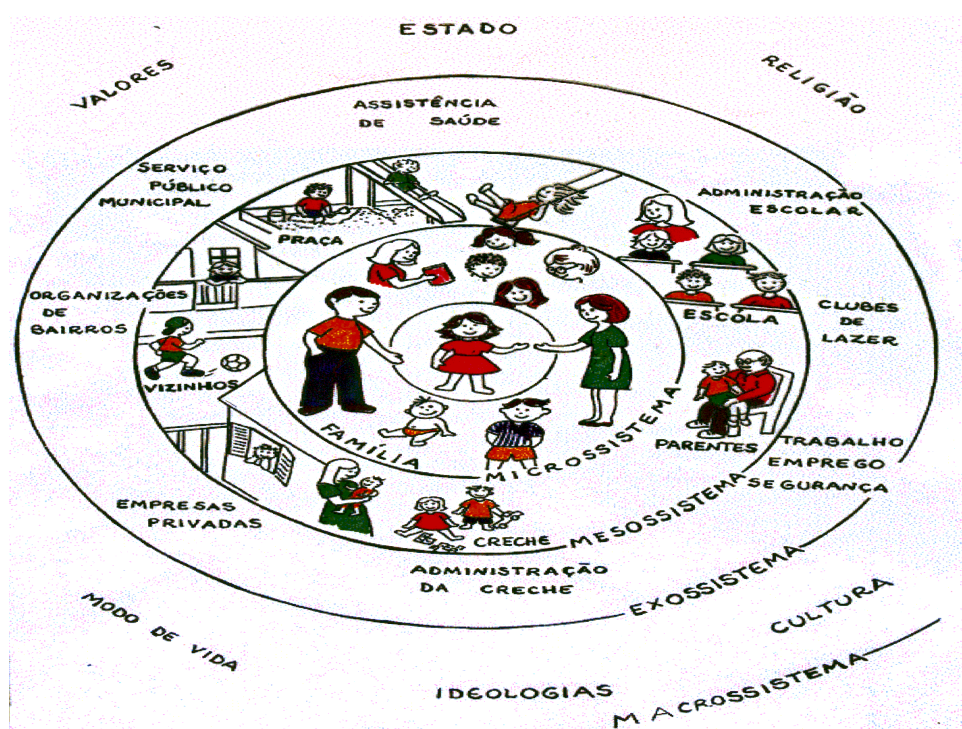 ESTADO
VALORES
RELIGIÃO
ASSISTÊNCIA
DE SAÚDE
SERVIÇO
PÚBLICO
MUNICIPAL
ADMINISTRAÇÃO
ESCOLAR
PRAÇA
ORGANIZAÇÕES
DE
BAIRROS
ESCÓLA
CLUBES
DE
LAZER
VIZINHOS
FAMÍLIA
MICROSSISTEMA
PARENTES
TRABALHO
EMPREGO
SEGURANÇA
EMPRESAS
PRIVADAS
CRECHE
MESOSSISTEMA
ADMINISTRAÇÃO
DA CRECHE
EXOSSISTEMA
MODO DE VIDA
CULTURA
IDEOLOGIAS
MACROSSISTEMA